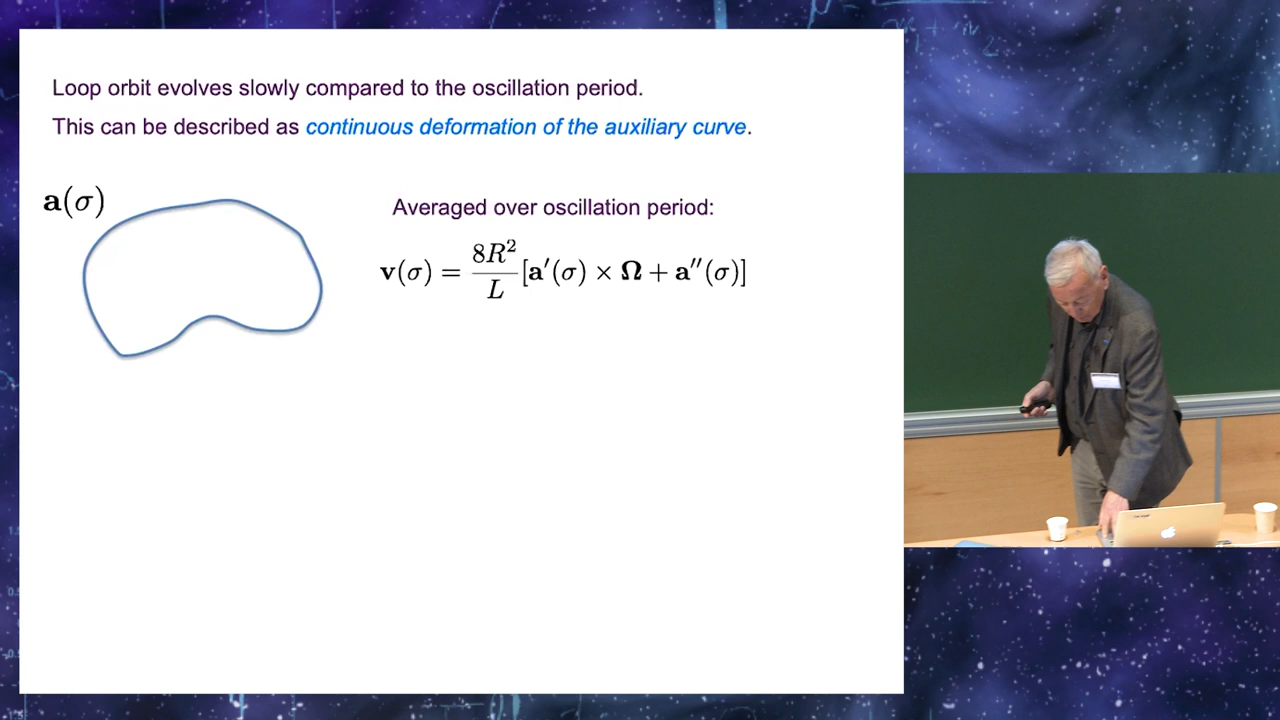 Loop orbit evolves slowly compared to the oscillation period.
This can be described as continuous deformation of the auxiliary curve.
a(σ)
Averaged over oscillation period:
v(σ) = 8R²/L [a′(σ) × Ω + a″(σ)]